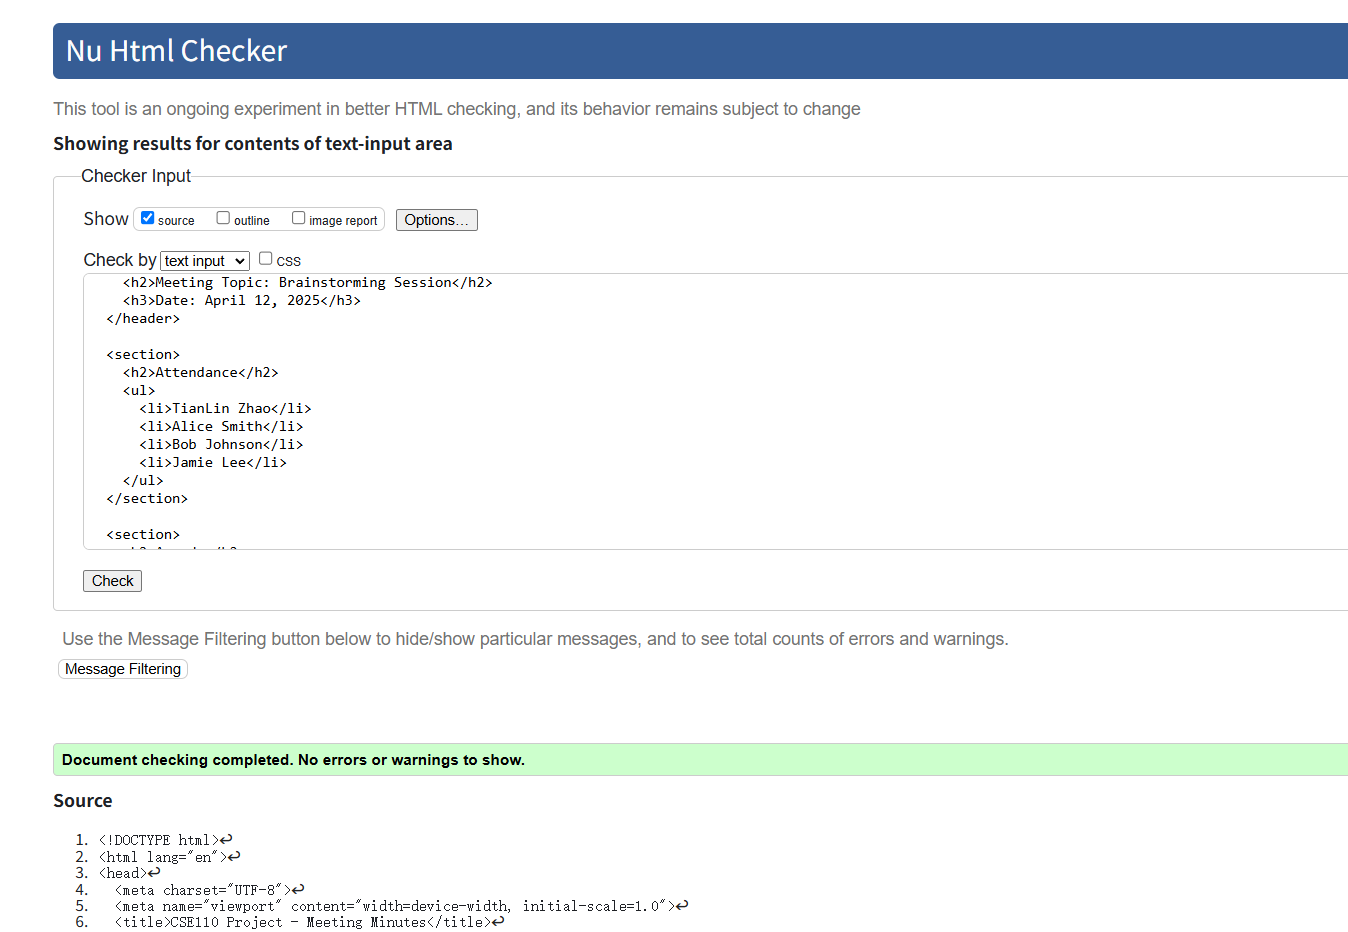 Nu Html Checker
This tool is an ongoing experiment in better HTML checking, and its behavior remains subject to change
Showing results for contents of text-input area
Checker Input
Show source outline image report Options...
Check by text input CSS
<h2>Meeting Topic: Brainstorming Session</h2>
<h3>Date: April 12, 2025</h3>
</header>
<section>
<h2>Attendance</h2>
<ul>
<li>TianLin Zhao</li>
<li>Alice Smith</li>
<li>Bob Johnson</li>
<li>Jamie Lee</li>
</ul>
</section>
<section>
Check
Use the Message Filtering button below to hide/show particular messages, and to see total counts of errors and warnings.
Message Filtering
Document checking completed. No errors or warnings to show.
Source
1. <!DOCTYPE html>↩
2. <html lang="en">↩
3. <head>↩
4. <meta charset="UTF-8">↩
5. <meta name="viewport" content="width=device-width, initial-scale=1.0">↩
6. <title>CSE110 Project - Meeting Minutes</title>↩